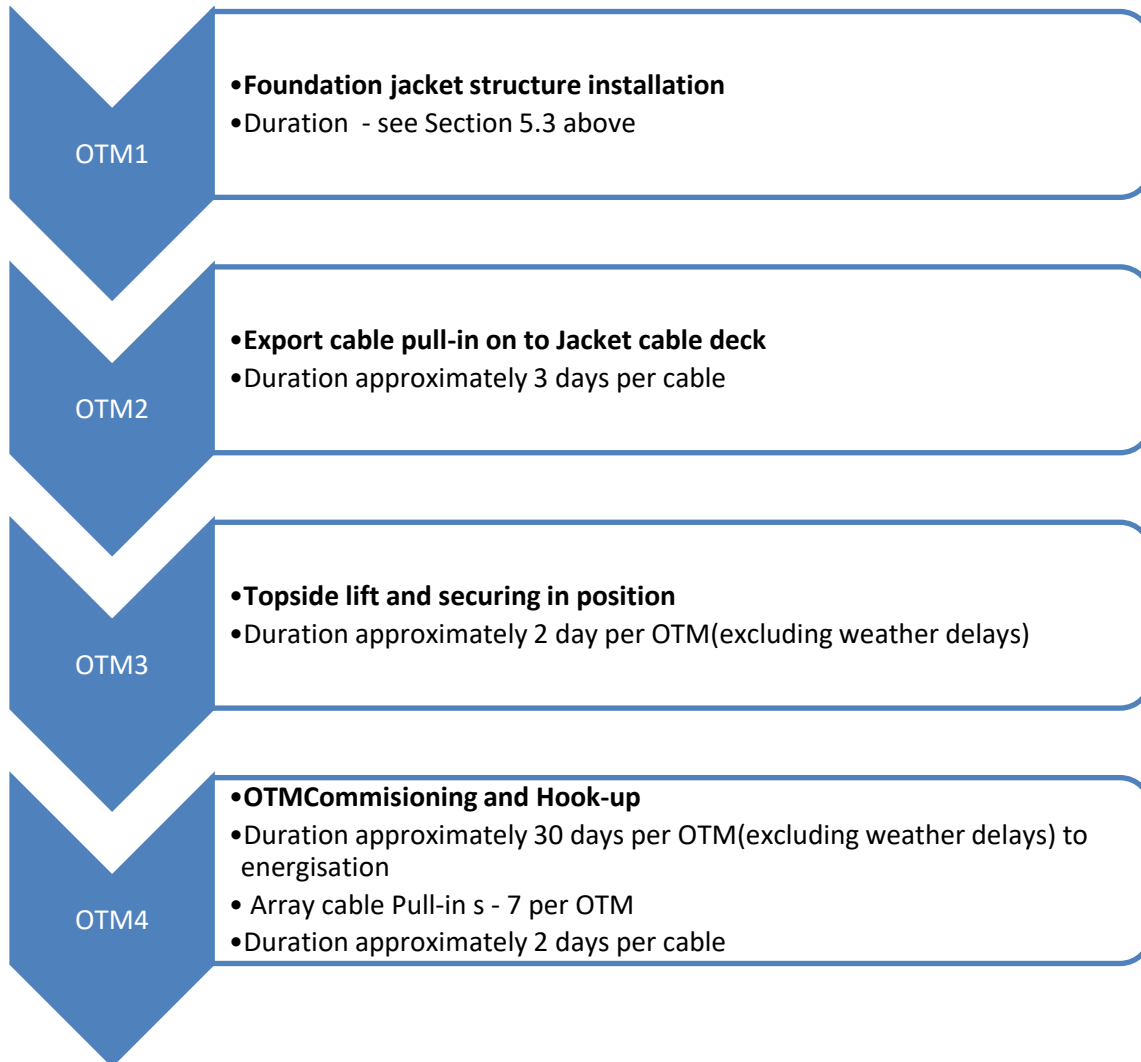 OTM1
•Foundation jacket structure installation
•Duration - see Section 5.3 above
OTM2
•Export cable pull-in on to Jacket cable deck
•Duration approximately 3 days per cable
OTM3
•Topside lift and securing in position
•Duration approximately 2 day per OTM(excluding weather delays)
OTM4
•OTMCommisioning and Hook-up
•Duration approximately 30 days per OTM(excluding weather delays) to
energisation
• Array cable Pull-in s - 7 per OTM
•Duration approximately 2 days per cable